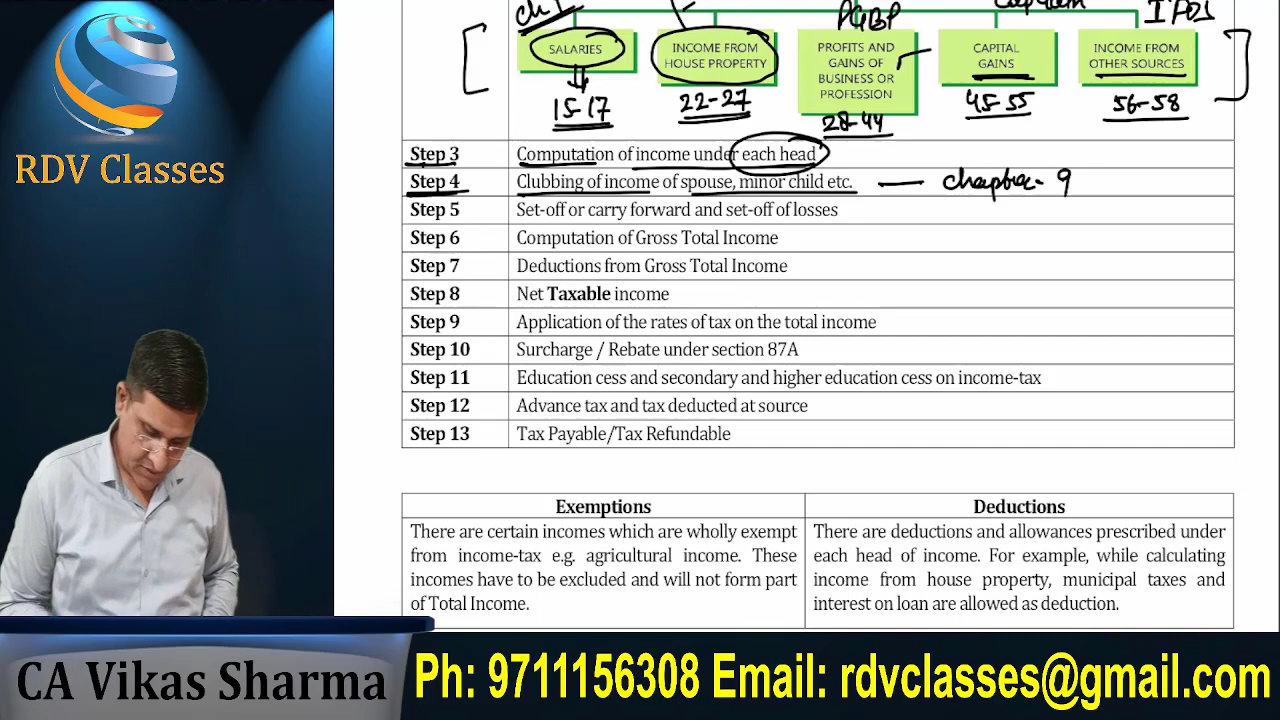 PGBP
SALARIES
INCOME FROM
HOUSE PROPERTY
PROFITS AND
GAINS OF
BUSINESS OR
PROFESSION
CAPITAL
GAINS
INCOME FROM
OTHER SOURCES
15-17
22-27
28-44
45-55
56-58
RDV Classes
Step 3 Computation of income under each head
Step 4 Clubbing of income of spouse, minor child etc. — chapter - 9
Step 5 Set-off or carry forward and set-off of losses
Step 6 Computation of Gross Total Income
Step 7 Deductions from Gross Total Income
Step 8 Net Taxable income
Step 9 Application of the rates of tax on the total income
Step 10 Surcharge / Rebate under section 87A
Step 11 Education cess and secondary and higher education cess on income-tax
Step 12 Advance tax and tax deducted at source
Step 13 Tax Payable/Tax Refundable
Exemptions
There are certain incomes which are wholly exempt
from income-tax e.g. agricultural income. These
incomes have to be excluded and will not form part
of Total Income.
Deductions
There are deductions and allowances prescribed under
each head of income. For example, while calculating
income from house property, municipal taxes and
interest on loan are allowed as deduction.
CA Vikas Sharma
Ph: 9711156308 Email: rdvclasses@gmail.com